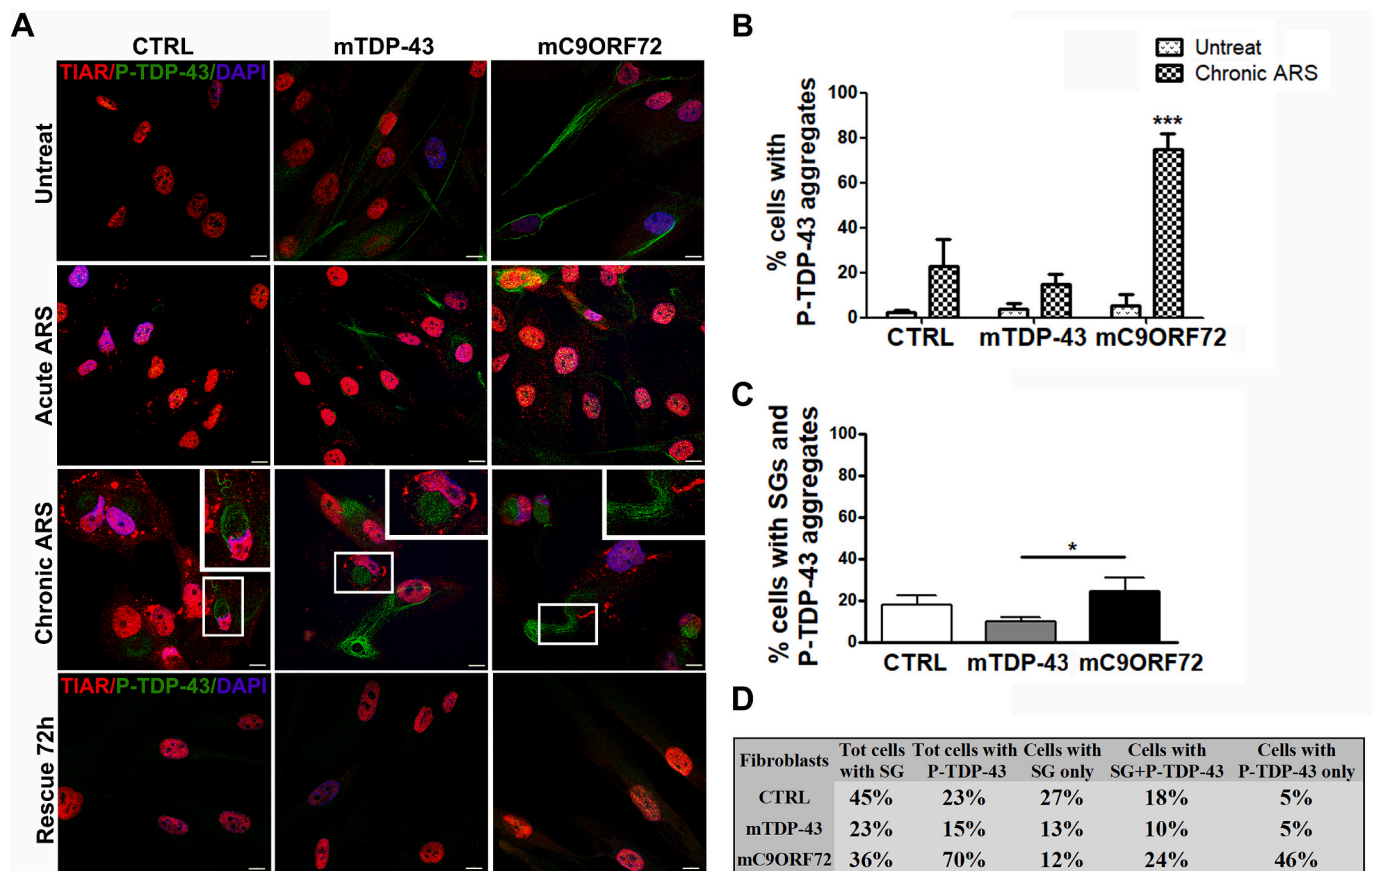 A
CTRL
mTDP-43
mC9ORF72
Untreat
TIAR/P-TDP-43/DAPI
Acute ARS
Chronic ARS
Rescue 72h
TIAR/P-TDP-43/DAPI
B
Untreat
Chronic ARS
% cells with
P-TDP-43 aggregates
100
80
60
40
20
0
***
CTRL
mTDP-43
mC9ORF72
C
% cells with SGs and
P-TDP-43 aggregates
100
80
60
40
20
0
*
CTRL
mTDP-43
mC9ORF72
D
Fibroblasts
Tot cells
with SG
Tot cells with
P-TDP-43
Cells with
SG only
Cells with
SG+P-TDP-43
Cells with
P-TDP-43 only
CTRL 45% 23% 27% 18% 5%
mTDP-43 23% 15% 13% 10% 5%
mC9ORF72 36% 70% 12% 24% 46%